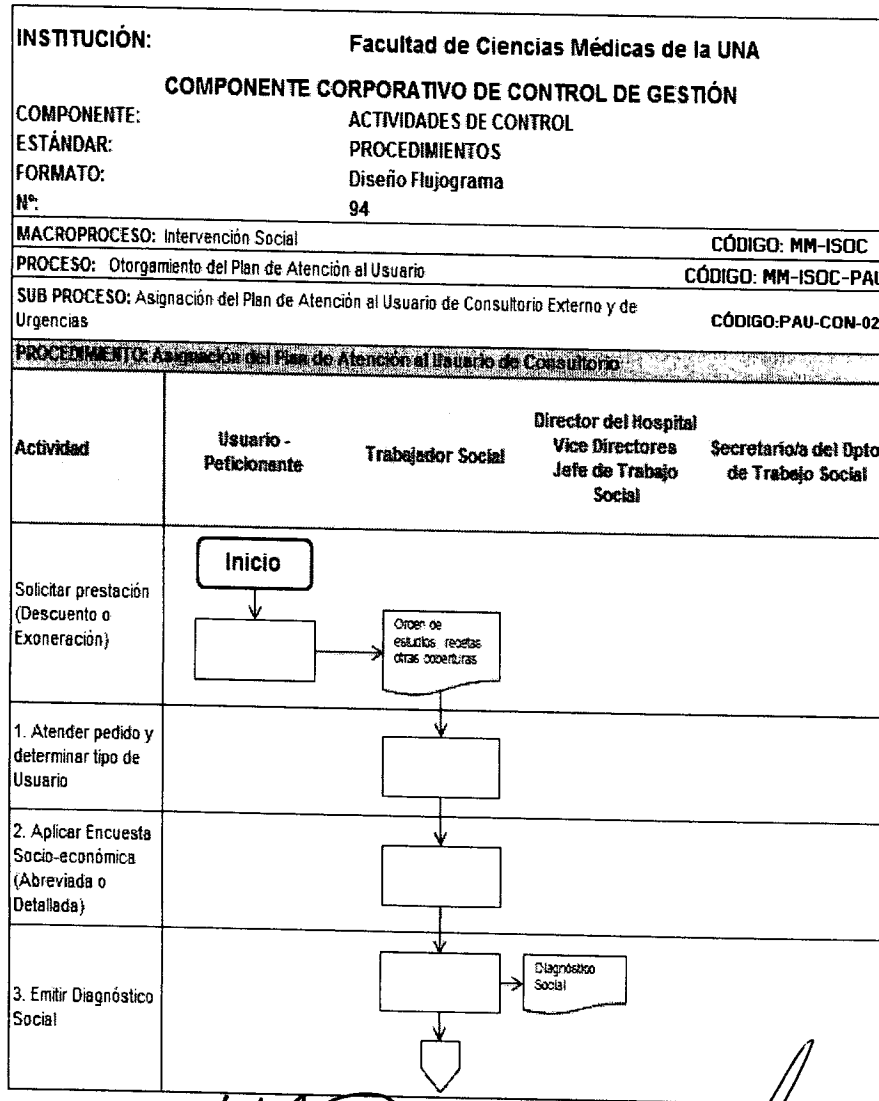 INSTITUCIÓN: Facultad de Ciencias Médicas de la UNA
COMPONENTE CORPORATIVO DE CONTROL DE GESTIÓN
COMPONENTE: ACTIVIDADES DE CONTROL
ESTÁNDAR: PROCEDIMIENTOS
FORMATO: Diseño Flujograma
Nº: 94
MACROPROCESO: Intervención Social CÓDIGO: MM-ISOC
PROCESO: Otorgamiento del Plan de Atención al Usuario CÓDIGO: MM-ISOC-PAU
SUB PROCESO: Asignación del Plan de Atención al Usuario de Consultorio Externo y de
Urgencias CÓDIGO:PAU-CON-02
PROCEDIMIENTO: Asignación del Plan de Atención al Usuario de Consultorio
Actividad
Usuario -
Peticionante
Trabajador Social
Director del Hospital
Vice Directores
Jefe de Trabajo
Social
Secretario/a del Dpto
de Trabajo Social
Solicitar prestación
(Descuento o
Exoneración)
Inicio
Orden de
estudios recetas
otras coberturas
1. Atender pedido y
determinar tipo de
Usuario
2. Aplicar Encuesta
Socio-económica
(Abreviada o
Detallada)
3. Emitir Diagnóstico
Social
Diagnóstico
Social